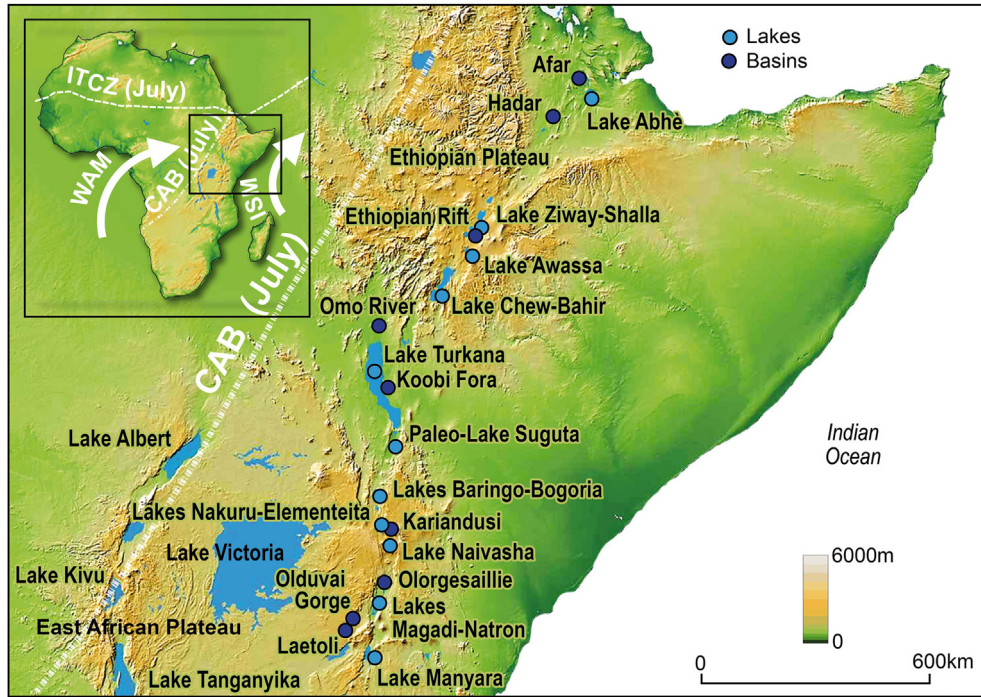 ITCZ (July)
WAM
CAB (July)
ISM
Lakes
Basins
Afar
Hadar
Lake Abhè
Ethiopian Plateau
Ethiopian Rift
Lake Ziway-Shalla
Lake Awassa
Lake Chew-Bahir
Omo River
CAB (July)
Lake Turkana
Koobi Fora
Lake Albert
Paleo-Lake Suguta
Indian
Ocean
Lakes Baringo-Bogoria
Lakes Nakuru-Elementeita
Kariandusi
Lake Victoria
Lake Naivasha
Lake Kivu
Olduvai
Gorge
Olorgesaillie
Lakes
Magadi-Natron
East African Plateau
Laetoli
Lake Tanganyika
Lake Manyara
6000m
0
0
600km